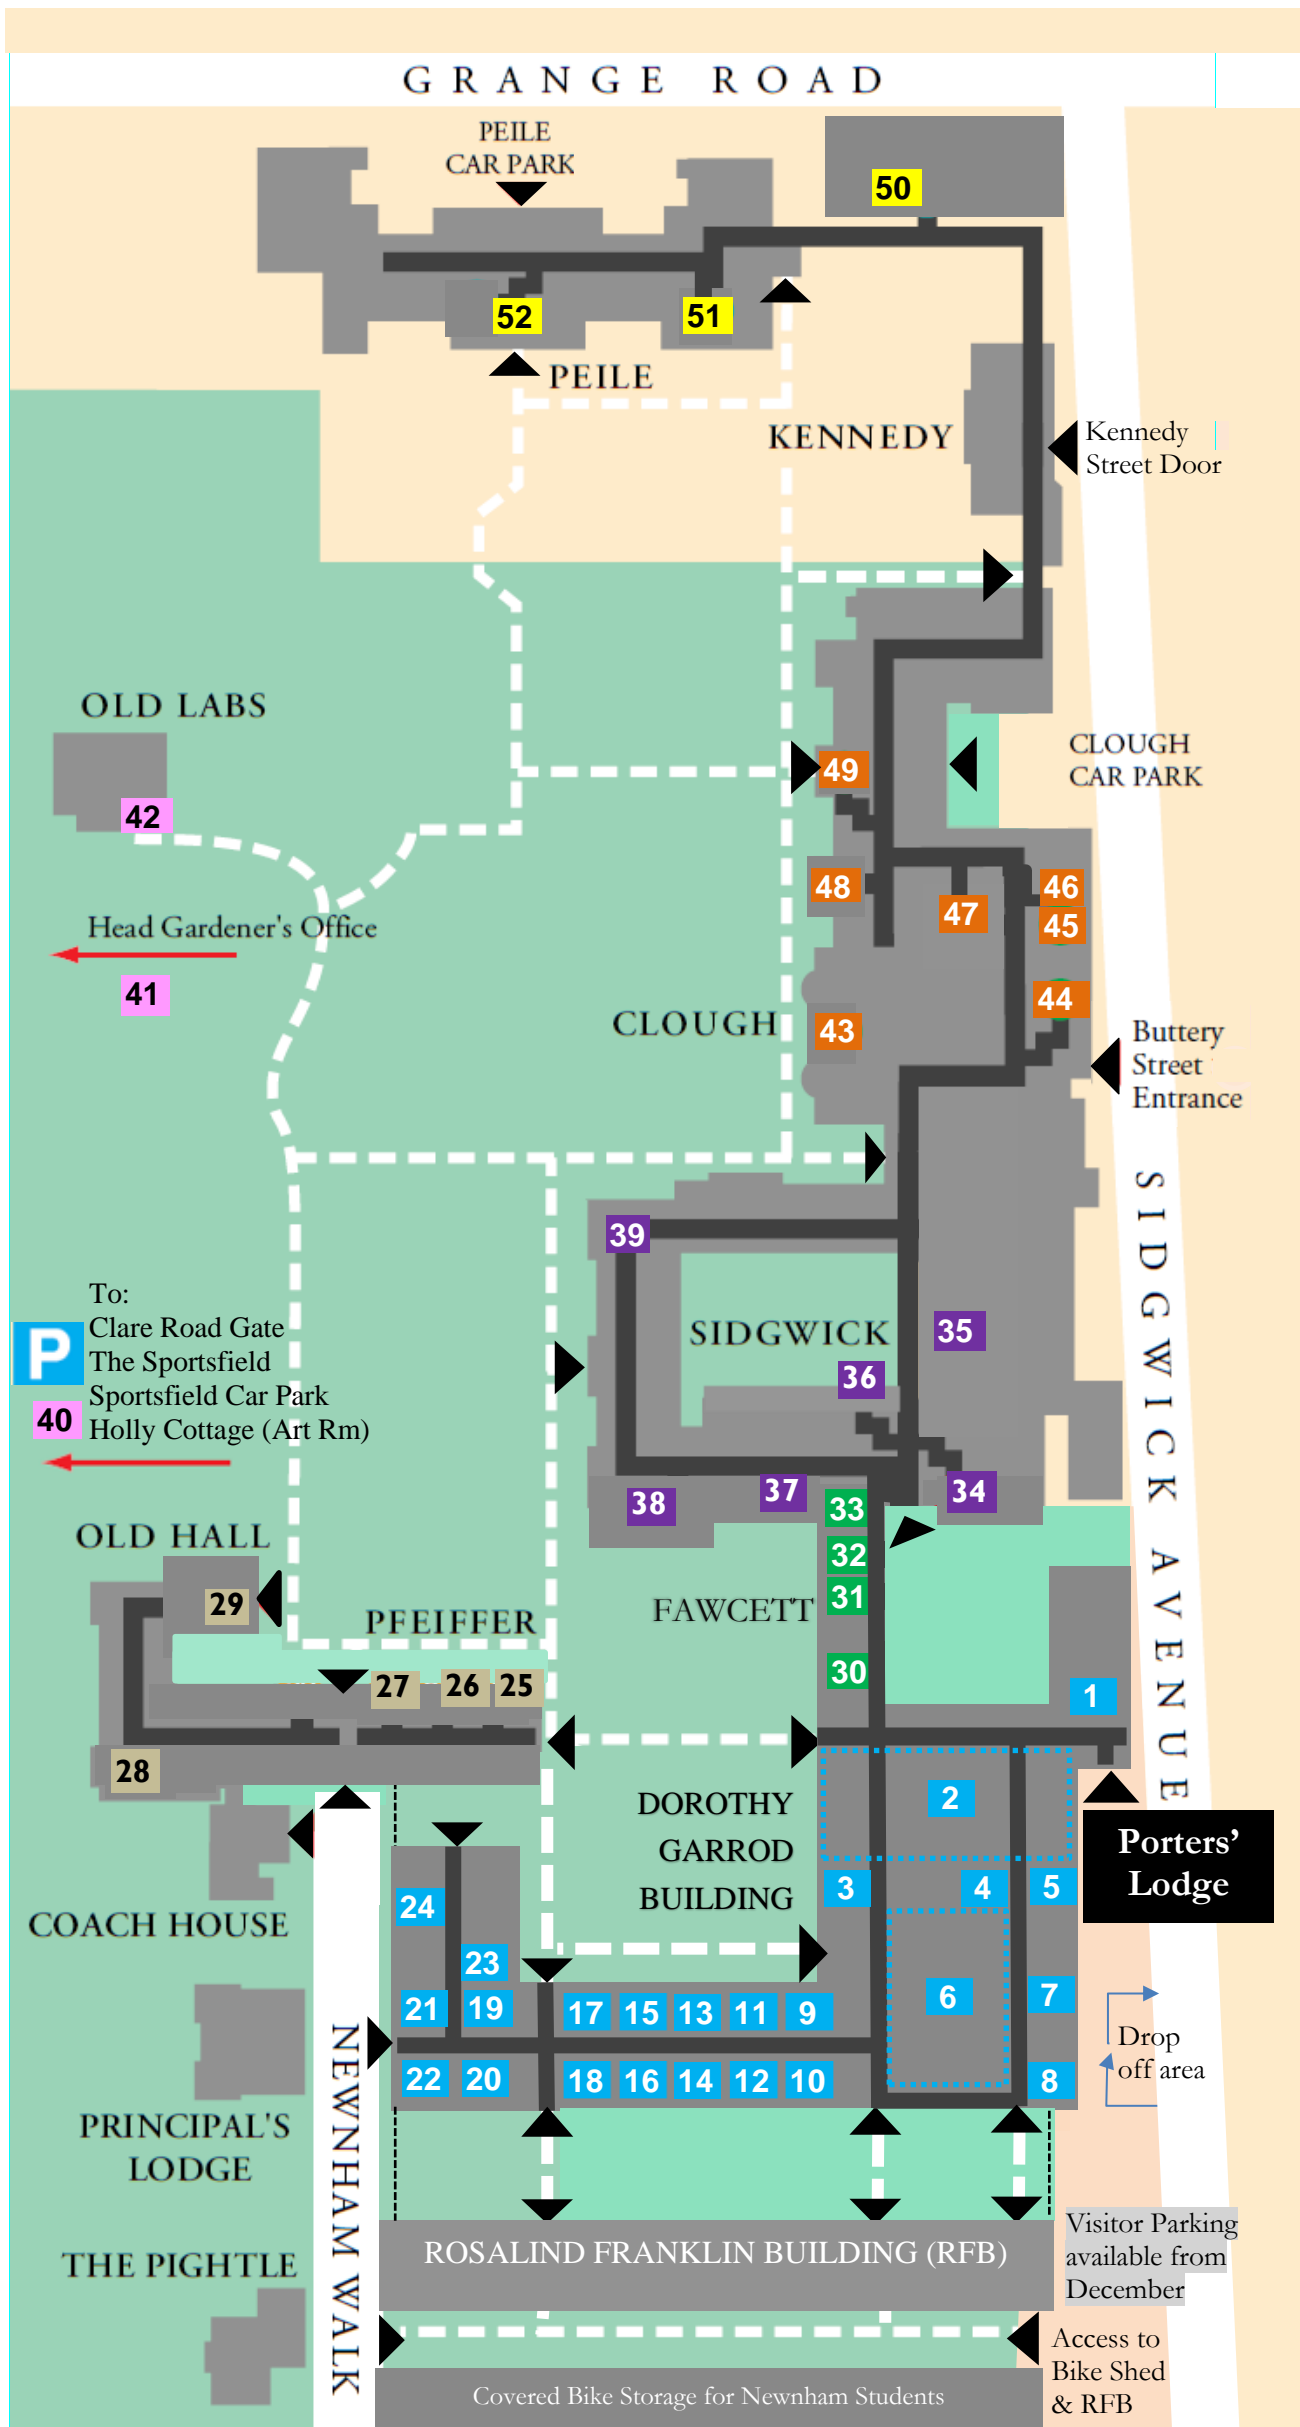 GRANGE ROAD
PEILE
CAR PARK
50
52
51
PEILE
KENNEDY
Kennedy
Street Door
OLD LABS
42
CLOUGH
CAR PARK
49
48
47
46
45
44
Head Gardener's Office
41
CLOUGH
43
Buttery
Street
Entrance
SIDGWICK AVENUE
39
To:
Clare Road Gate
The Sportsfield
Sportsfield Car Park
Holly Cottage (Art Rm)
P
40
SIDGWICK
35
36
34
37
38
33
32
31
30
FAWCETT
OLD HALL
29
PFEIFFER
27
26
25
28
1
2
DOROTHY
GARROD
BUILDING
Porters’
Lodge
3
4
5
6
7
8
COACH HOUSE
24
23
21
19
17
15
13
11
9
22
20
18
16
14
12
10
Drop
off area
NEWNHAM WALK
PRINCIPAL'S
LODGE
THE PIGHTLE
ROSALIND FRANKLIN BUILDING (RFB)
Visitor Parking
available from
December
Access to
Bike Shed
& RFB
Covered Bike Storage for Newnham Students